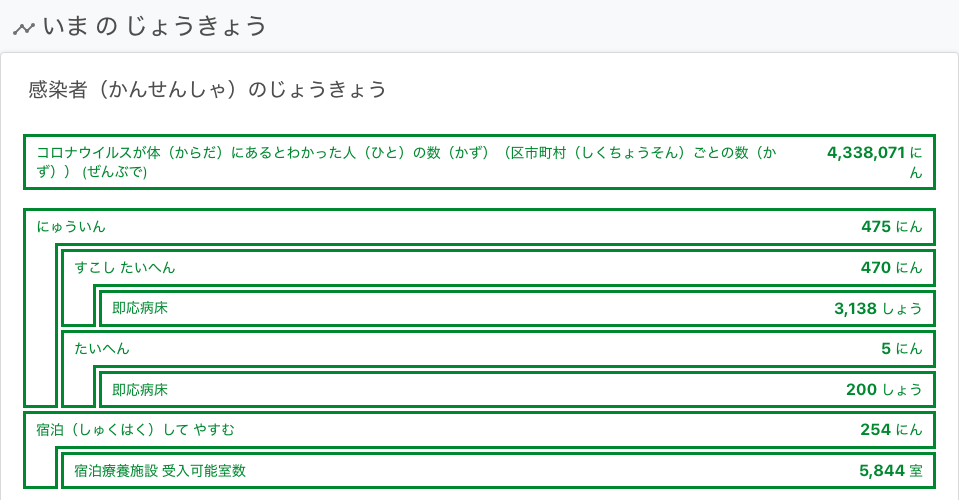 いま の じょうきょう
感染者（かんせんしゃ）のじょうきょう
コロナウイルスが体（からだ）にあるとわかった人（ひと）の数（かず）（区市町村（しくちょうそん）ごとの数（か
ず）） (ぜんぶで)
4,338,071 に
ん
にゅういん 475 にん
すこし たいへん 470 にん
即応病床 3,138 しょう
たいへん 5 にん
即応病床 200 しょう
宿泊（しゅくはく）して やすむ 254 にん
宿泊療養施設 受入可能室数 5,844 室